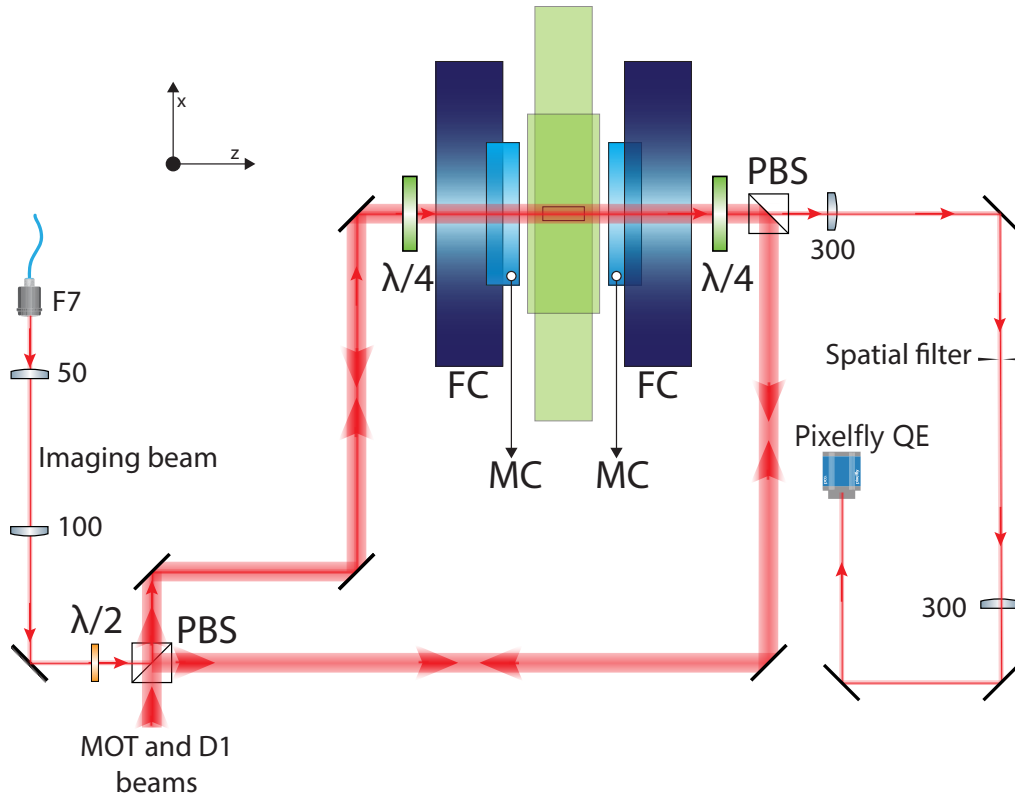 x
z
PBS
λ/4
λ/4
300
F7
FC
FC
Spatial filter
50
Pixelfly QE
Imaging beam
MC
MC
100
300
λ/2
PBS
MOT and D1
beams